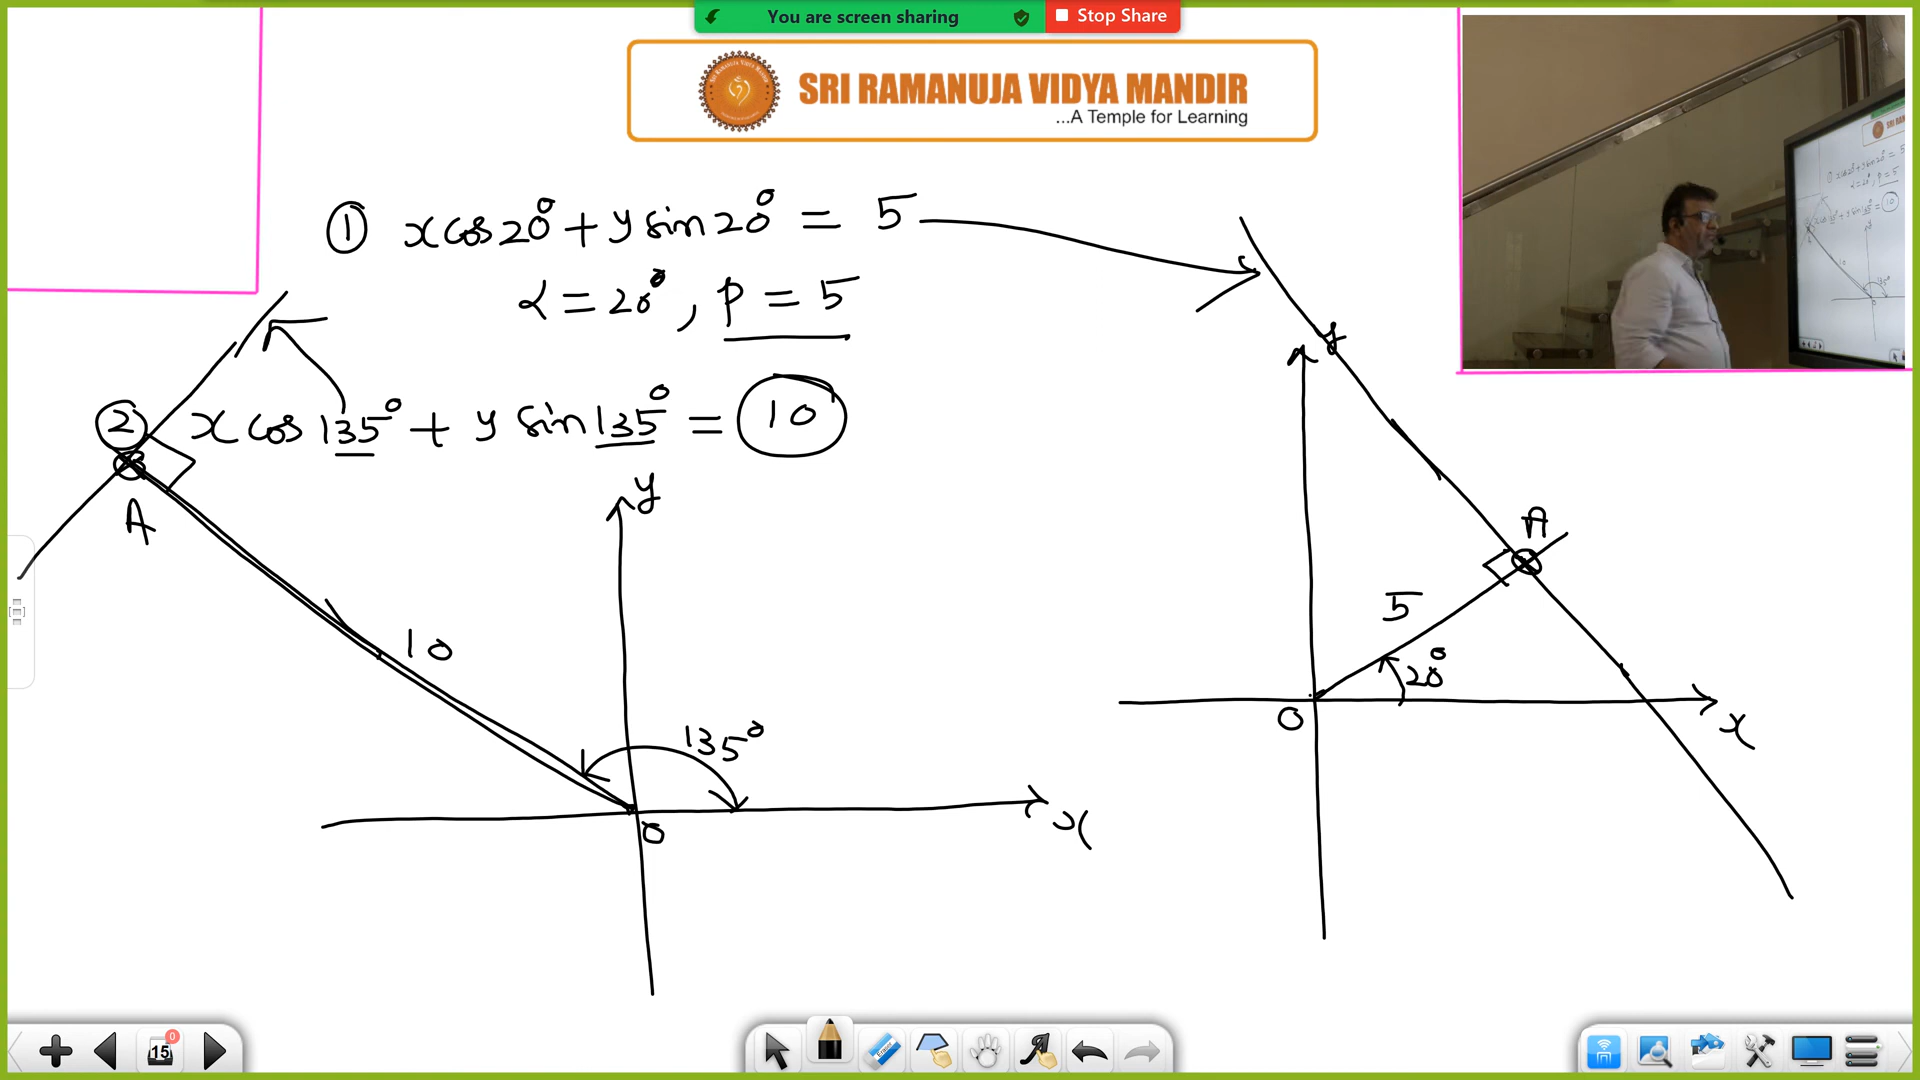 You are screen sharing
Stop Share
SRI RAMANUJA VIDYA MANDIR
...A Temple for Learning
① x cos 20° + y sin 20° = 5
α = 20°, p = 5
② x cos 135° + y sin 135° = 10
A
10
y
135°
O
x
y
A
5
20°
O
x
15
0